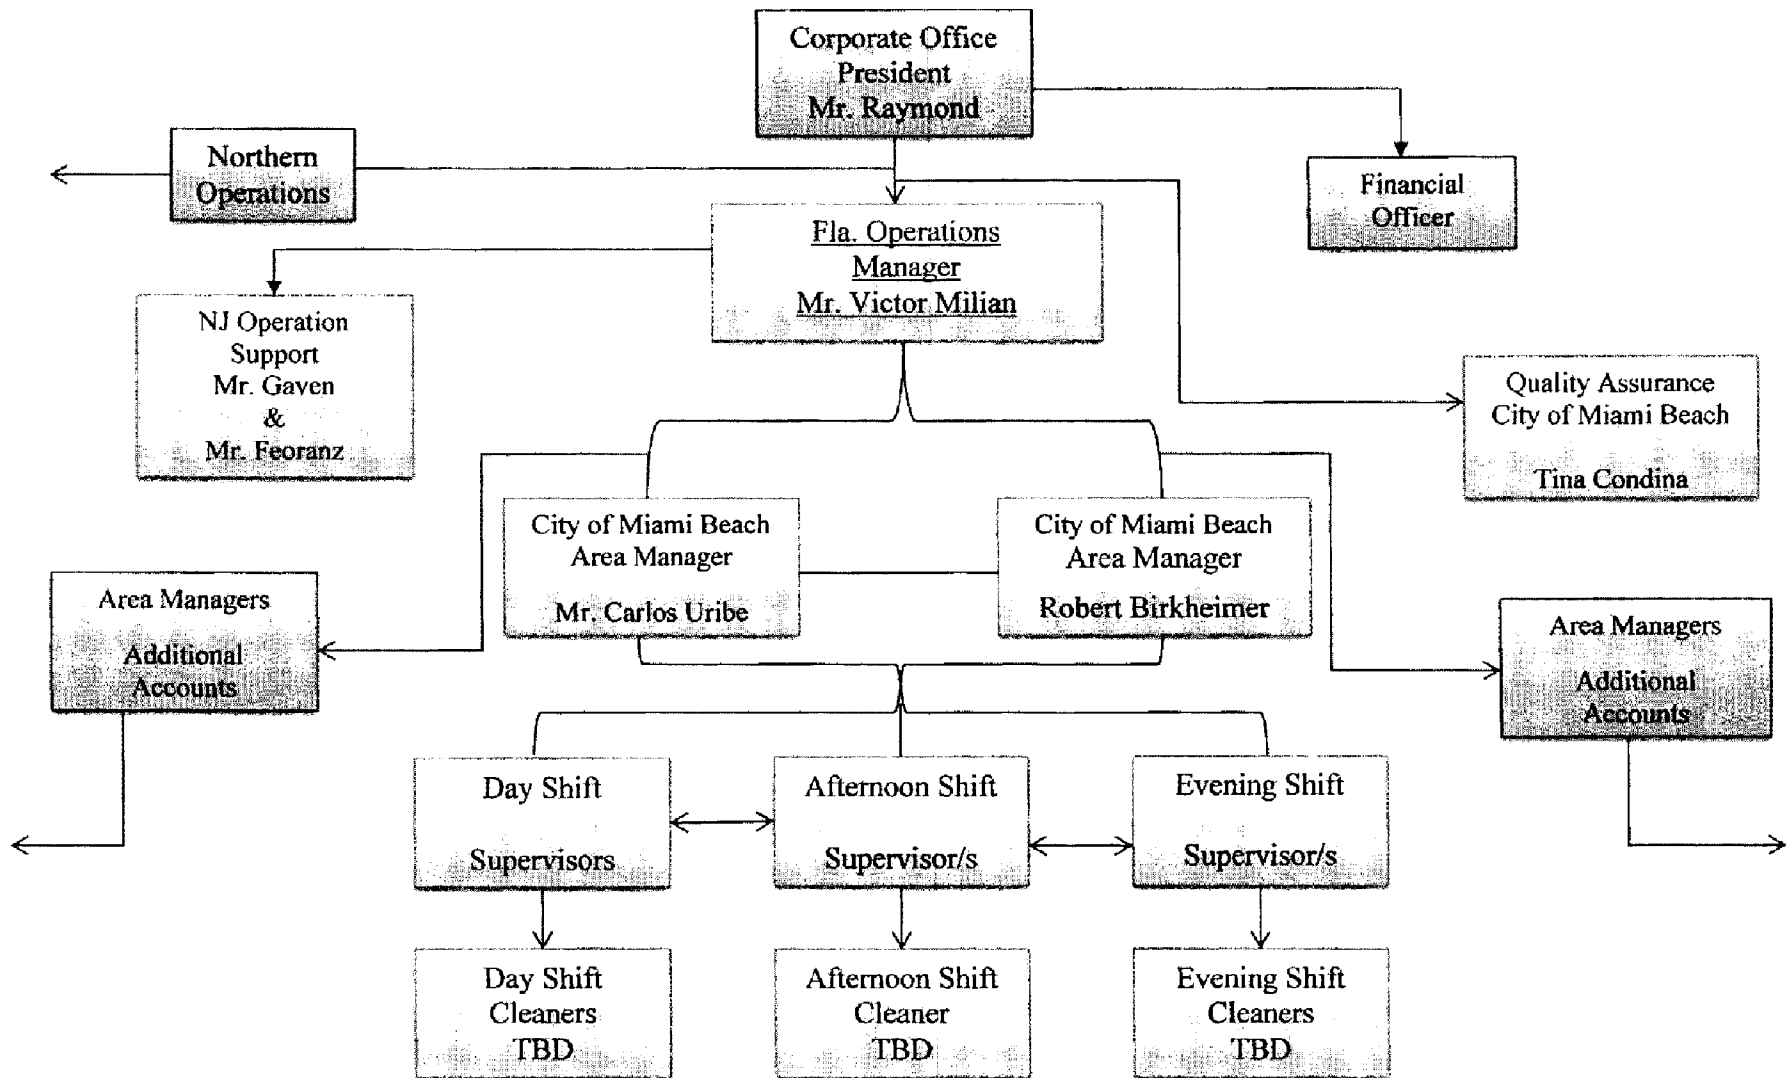 Corporate Office
President
Mr. Raymond
Northern
Operations
Financial
Officer
Fla. Operations
Manager
Mr. Victor Milian
NJ Operation
Support
Mr. Gaven
&
Mr. Feoranz
Quality Assurance
City of Miami Beach
Tina Condina
City of Miami Beach
Area Manager
Mr. Carlos Uribe
City of Miami Beach
Area Manager
Robert Birkheimer
Area Managers
Additional
Accounts
Area Managers
Additional
Accounts
Day Shift
Supervisors
Afternoon Shift
Supervisor/s
Evening Shift
Supervisor/s
Day Shift
Cleaners
TBD
Afternoon Shift
Cleaner
TBD
Evening Shift
Cleaners
TBD